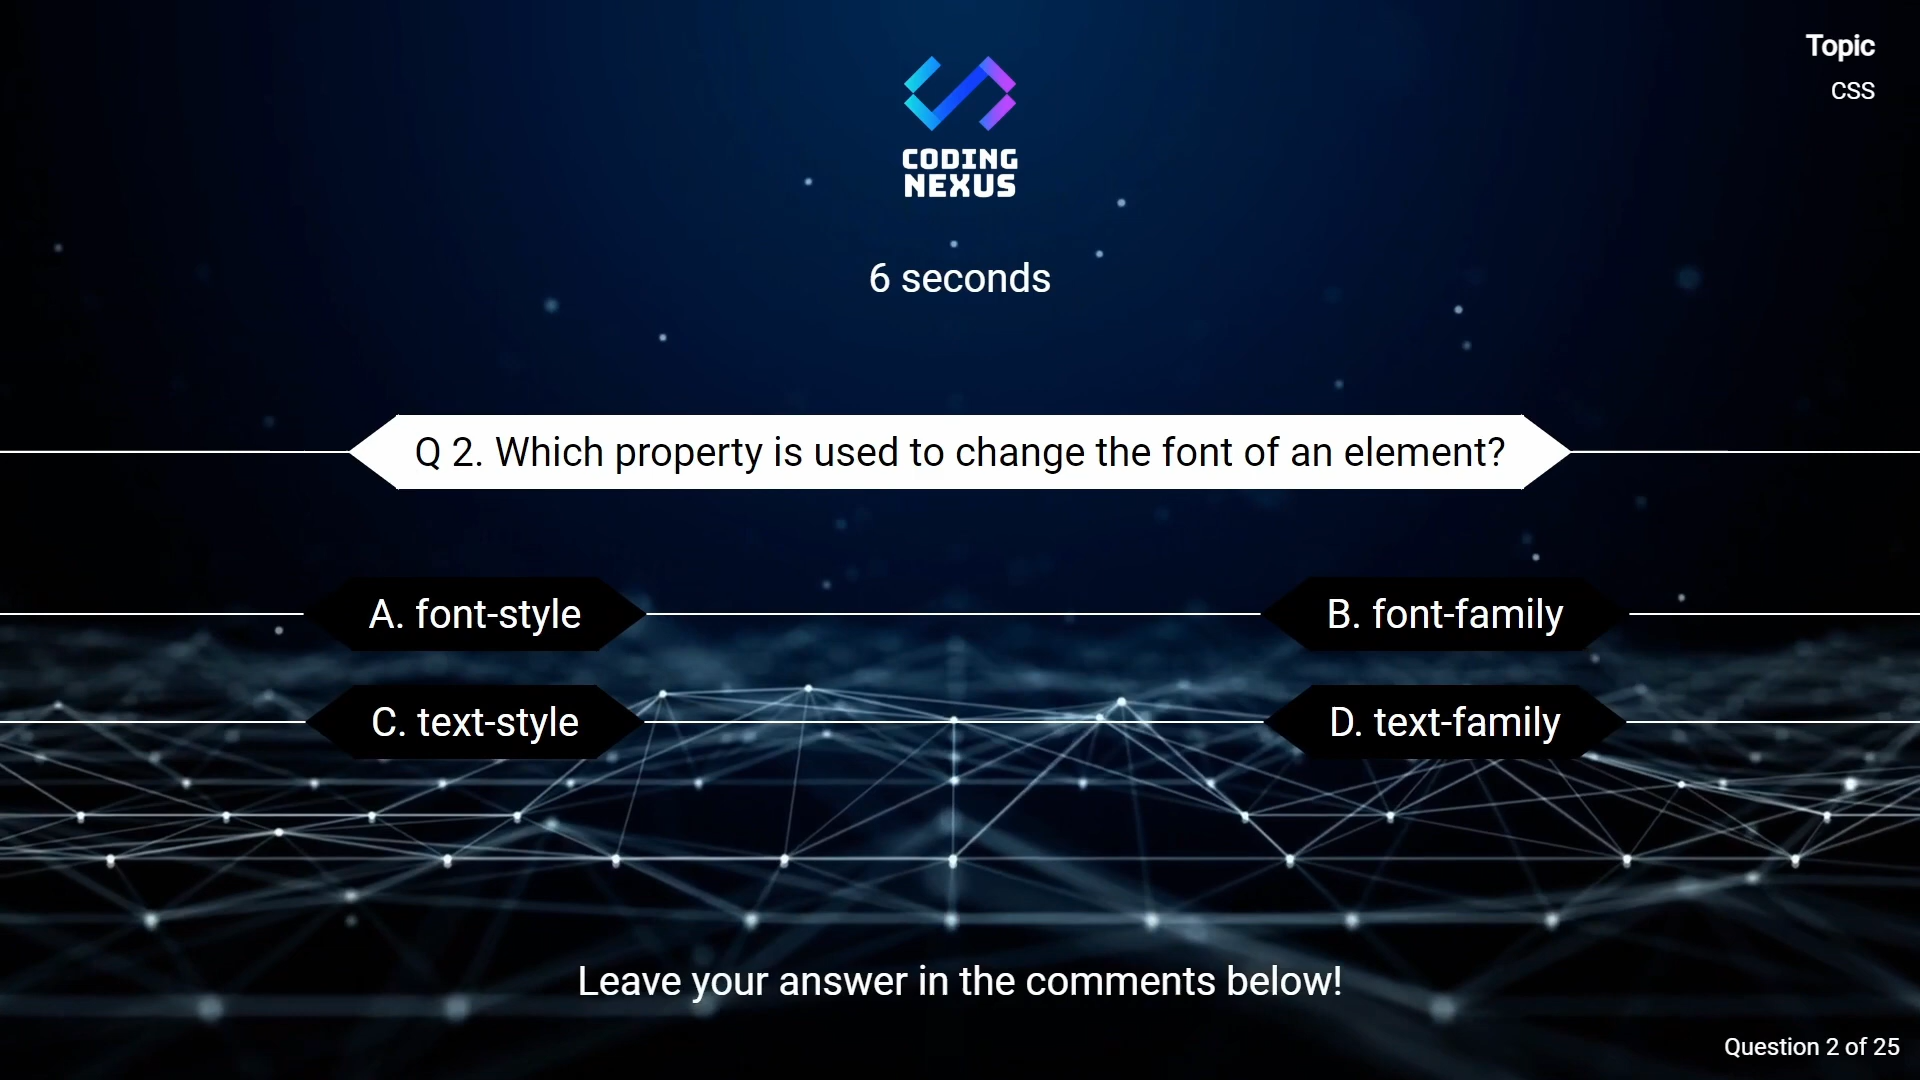 Topic
CSS
CODING
NEXUS
6 seconds
Q 2. Which property is used to change the font of an element?
A. font-style
B. font-family
C. text-style
D. text-family
Leave your answer in the comments below!
Question 2 of 25